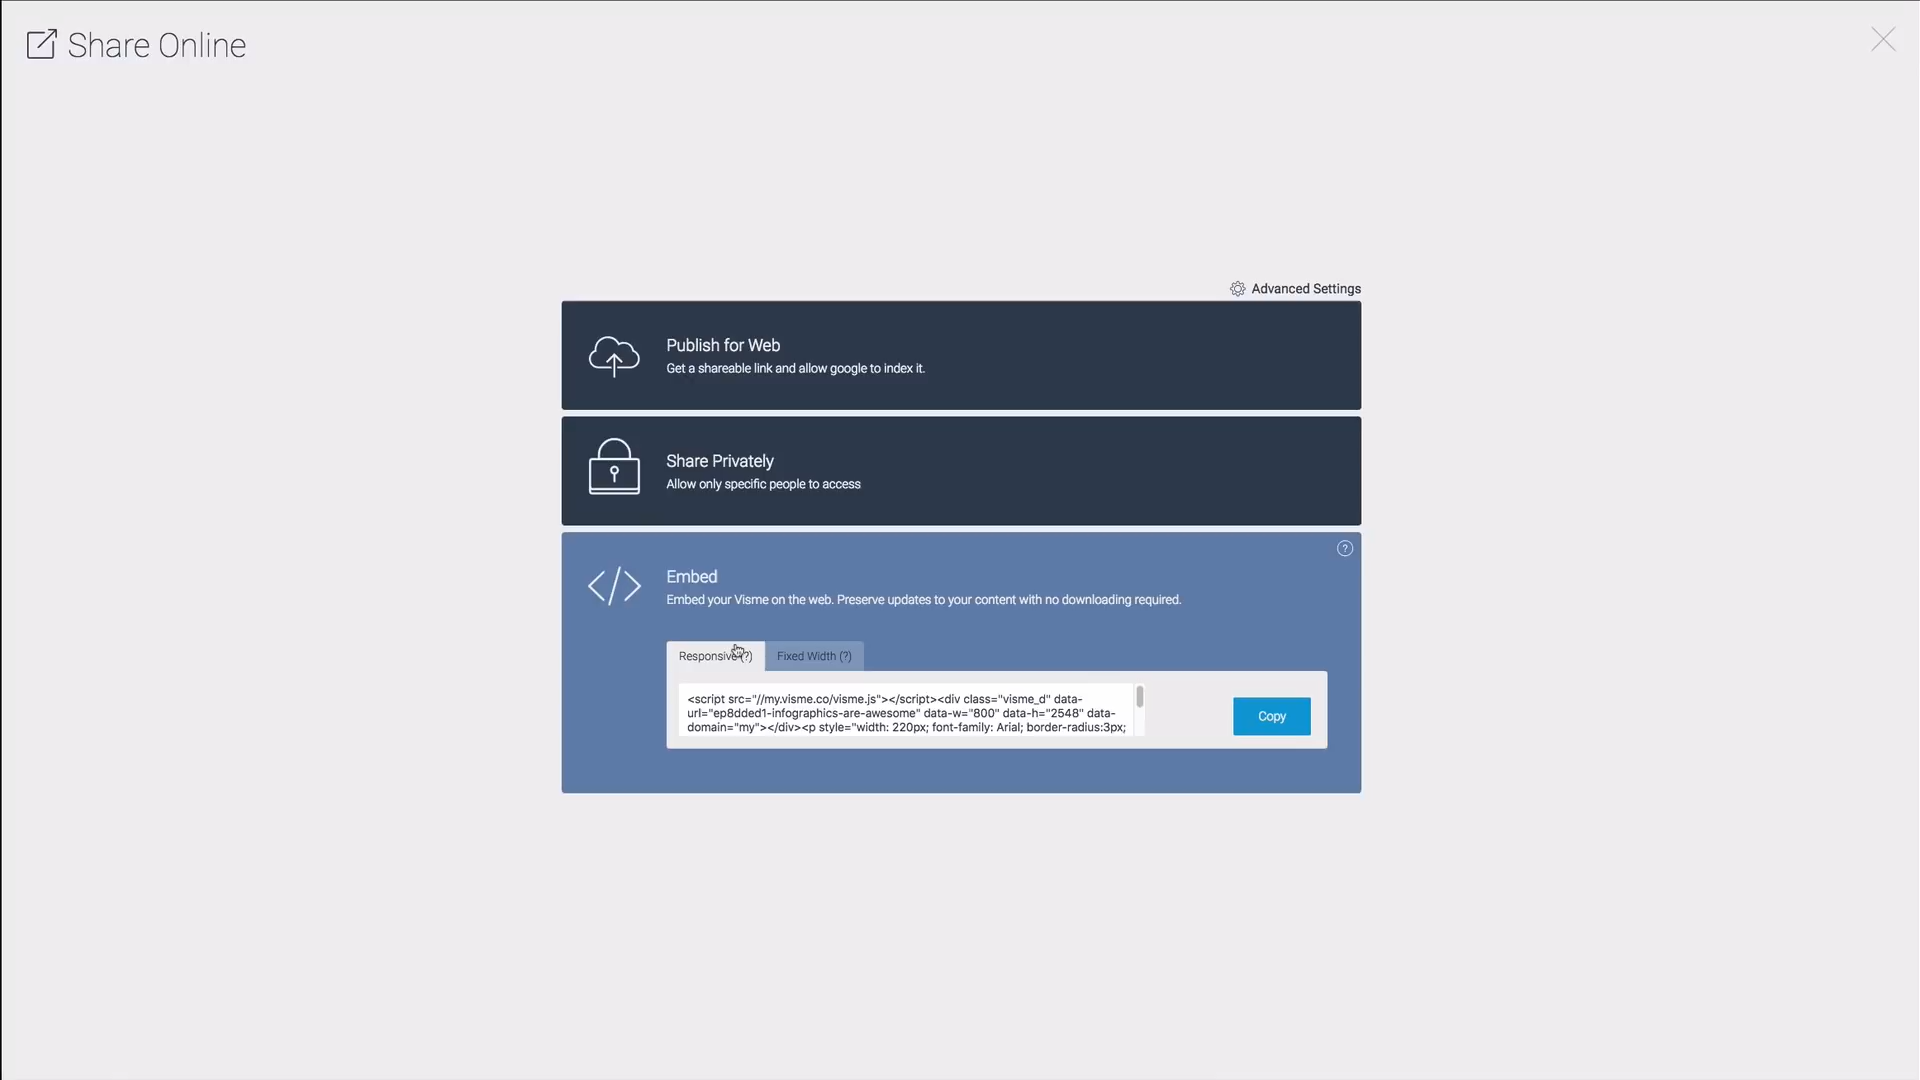 Share Online
Advanced Settings
Publish for Web
Get a shareable link and allow google to index it.
Share Privately
Allow only specific people to access
?
Embed
Embed your Visme on the web. Preserve updates to your content with no downloading required.
Responsive (?) Fixed Width (?)
<script src="//my.visme.co/visme.js"></script><div class="visme_d" data-
url="ep8dded1-infographics-are-awesome" data-w="800" data-h="2548" data-
domain="my"></div><p style="width: 220px; font-family: Arial; border-radius:3px;
Copy